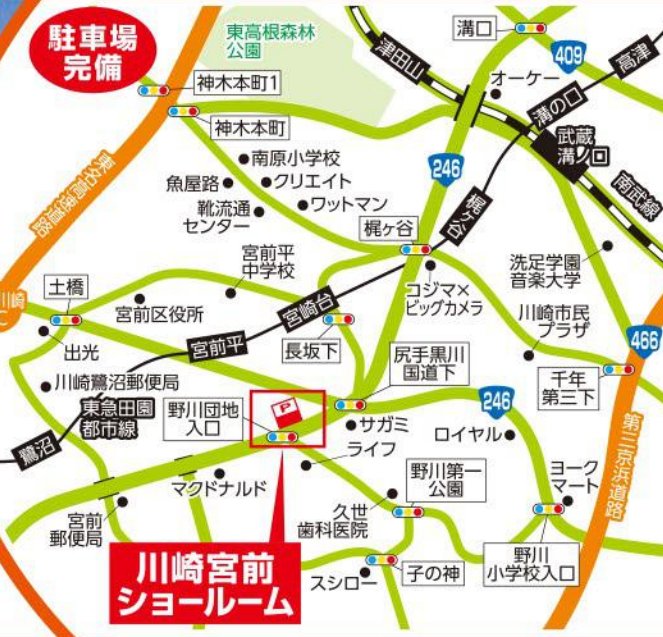 駐車場
完備
東高根森林
公園
溝口
409
津田山
オーケー
高津
溝の口
神木本町1
神木本町
武蔵
溝ノ口
東名高速道路
南原小学校
246
魚屋路
クリエイト
南武線
靴流通
センター
ワットマン
梶ヶ谷
梶ヶ谷
宮前平
中学校
洗足学園
音楽大学
川崎
IC
土橋
宮前区役所
宮崎台
コジマ×
ビッグカメラ
川崎市民
プラザ
出光
宮前平
長坂下
尻手黒川
国道下
466
千年
第三下
川崎鷺沼郵便局
東急田園
都市線
野川団地
入口
P
サガミ
246
ロイヤル
第三京浜道路
鷺沼
マクドナルド
ライフ
野川第一
公園
ヨーク
マート
宮前
郵便局
久世
歯科医院
川崎宮前
ショールーム
スシロー
子の神
野川
小学校入口